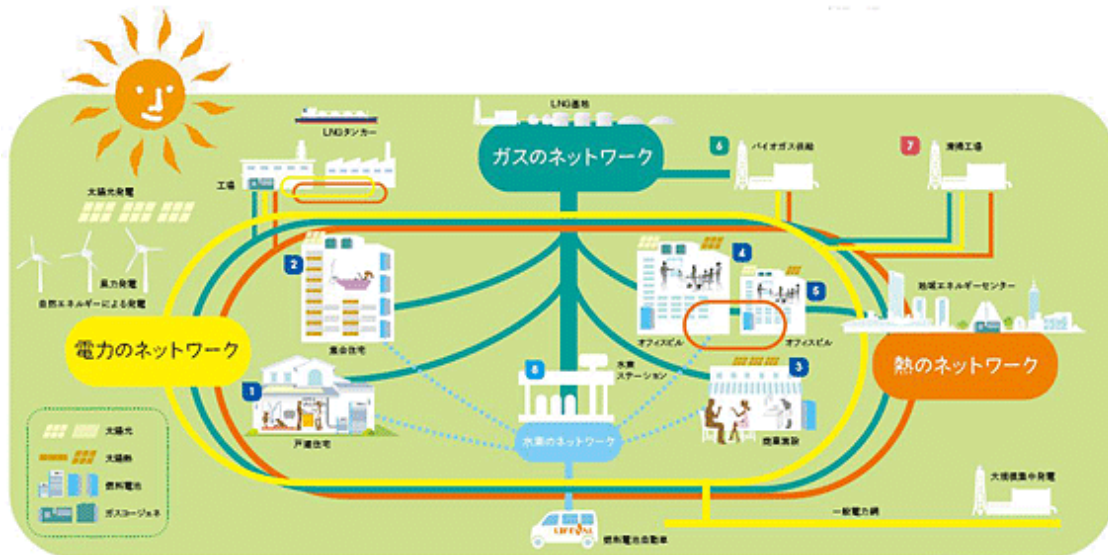 LNG基地
LNGタンカー
ガスのネットワーク
6
バイオガス供給
7
清掃工場
工場
太陽光発電
2
4
風力発電
自然エネルギーによる発電
5
地域エネルギーセンター
電力のネットワーク
集合住宅
オフィスビル
オフィスビル
熱のネットワーク
1
8
水素
ステーション
3
戸建住宅
水素のネットワーク
商業施設
太陽光
太陽熱
燃料電池
ガスコージェネ
大規模集中発電
一般電力網
燃料電池自動車